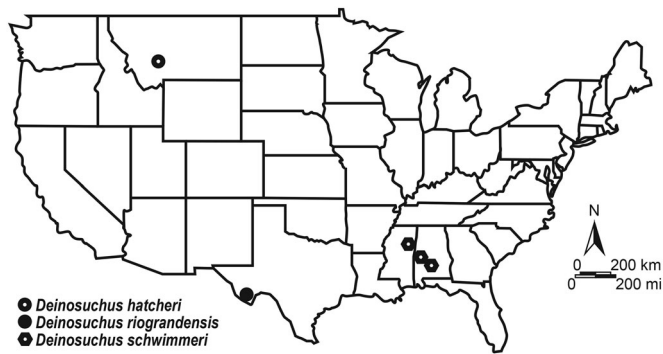 N
0 200 km
0 200 mi
Deinosuchus hatcheri
Deinosuchus riograndensis
Deinosuchus schwimmeri